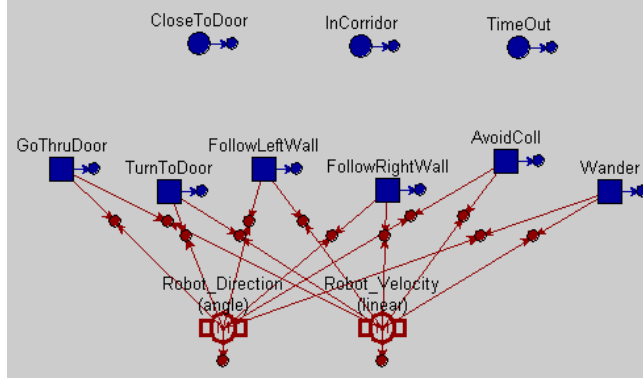 CloseToDoor
InCorridor
TimeOut
GoThruDoor
TurnToDoor
FollowLeftWall
FollowRightWall
AvoidColl
Wander
Robot_Direction
(angle)
Robot_Velocity
(linear)